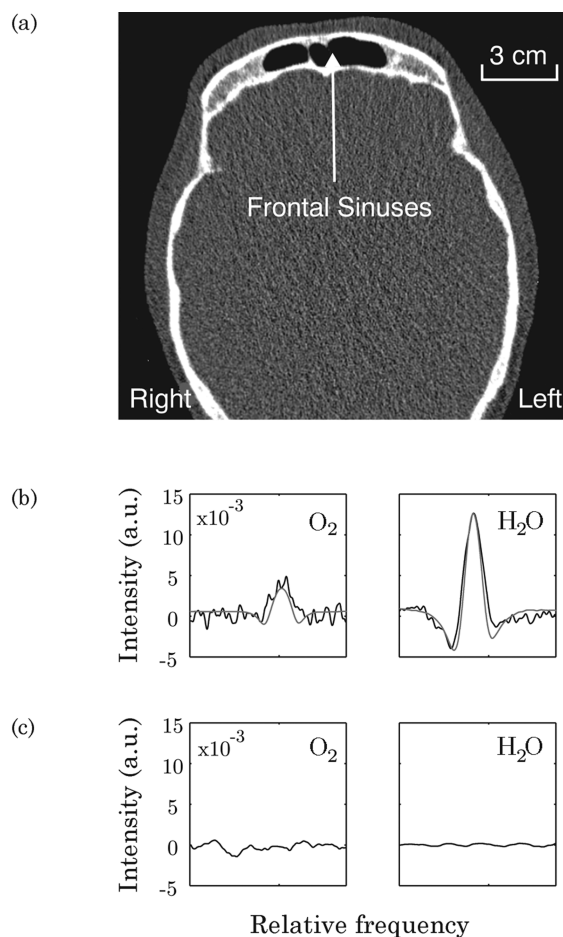 (a)
3 cm
Frontal Sinuses
Right
Left
(b)
Intensity (a.u.)
15
10
5
0
-5
x10⁻³
O₂
H₂O
(c)
Intensity (a.u.)
15
10
5
0
-5
x10⁻³
O₂
H₂O
Relative frequency